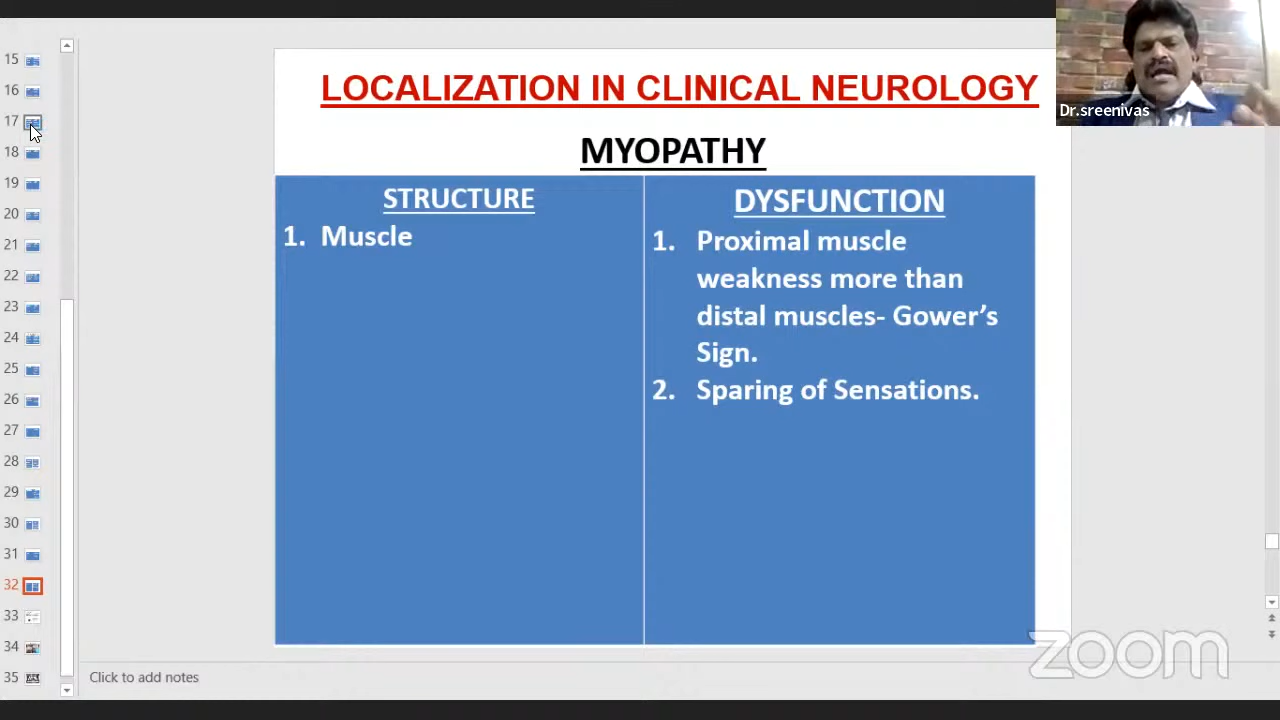 LOCALIZATION IN CLINICAL NEUROLOGY
MYOPATHY
STRUCTURE
1. Muscle
DYSFUNCTION
1. Proximal muscle
weakness more than
distal muscles- Gower’s
Sign.
2. Sparing of Sensations.
Dr.sreenivas
15
16
17
18
19
20
21
22
23
24
25
26
27
28
29
30
31
32
33
34
35
Click to add notes
zoom